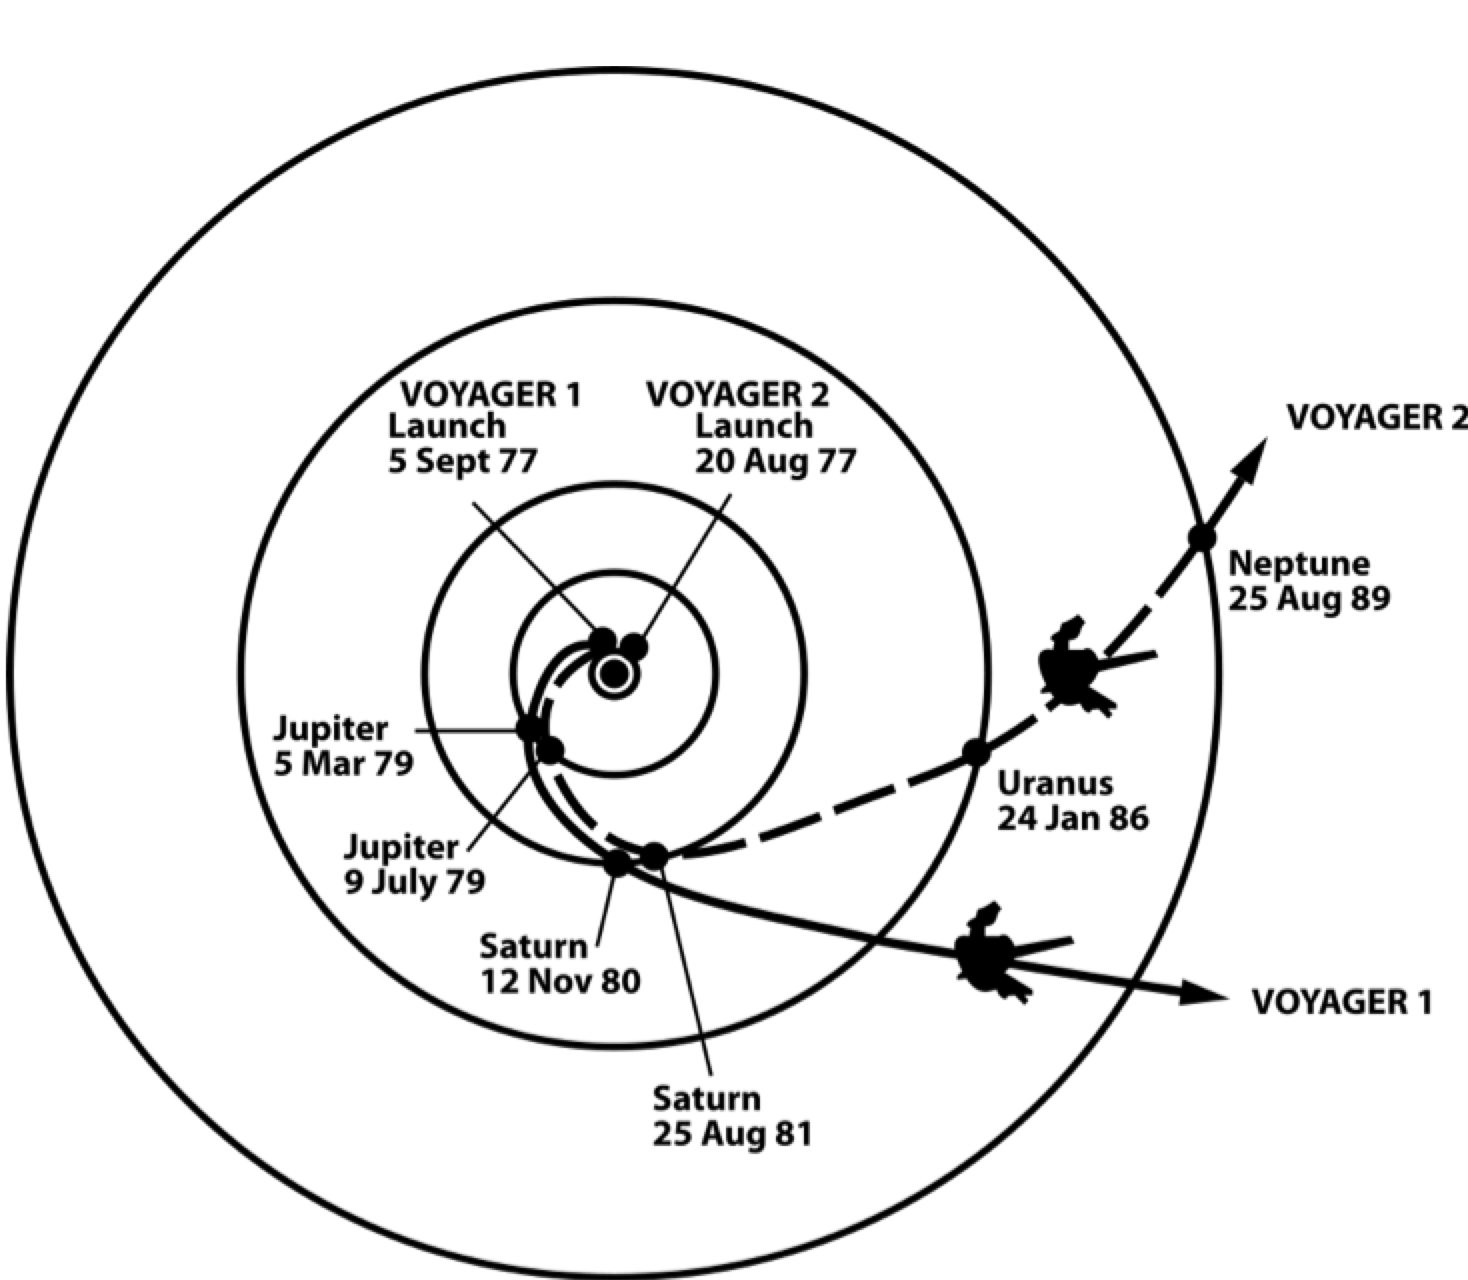 VOYAGER 1
Launch
5 Sept 77
VOYAGER 2
Launch
20 Aug 77
VOYAGER 2
Neptune
25 Aug 89
Jupiter
5 Mar 79
Uranus
24 Jan 86
Jupiter
9 July 79
Saturn
12 Nov 80
VOYAGER 1
Saturn
25 Aug 81